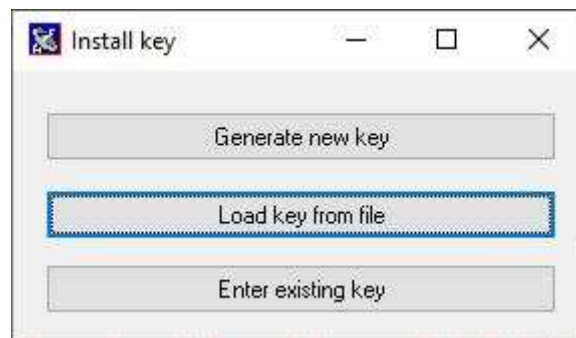 Install key
Generate new key
Load key from file
Enter existing key